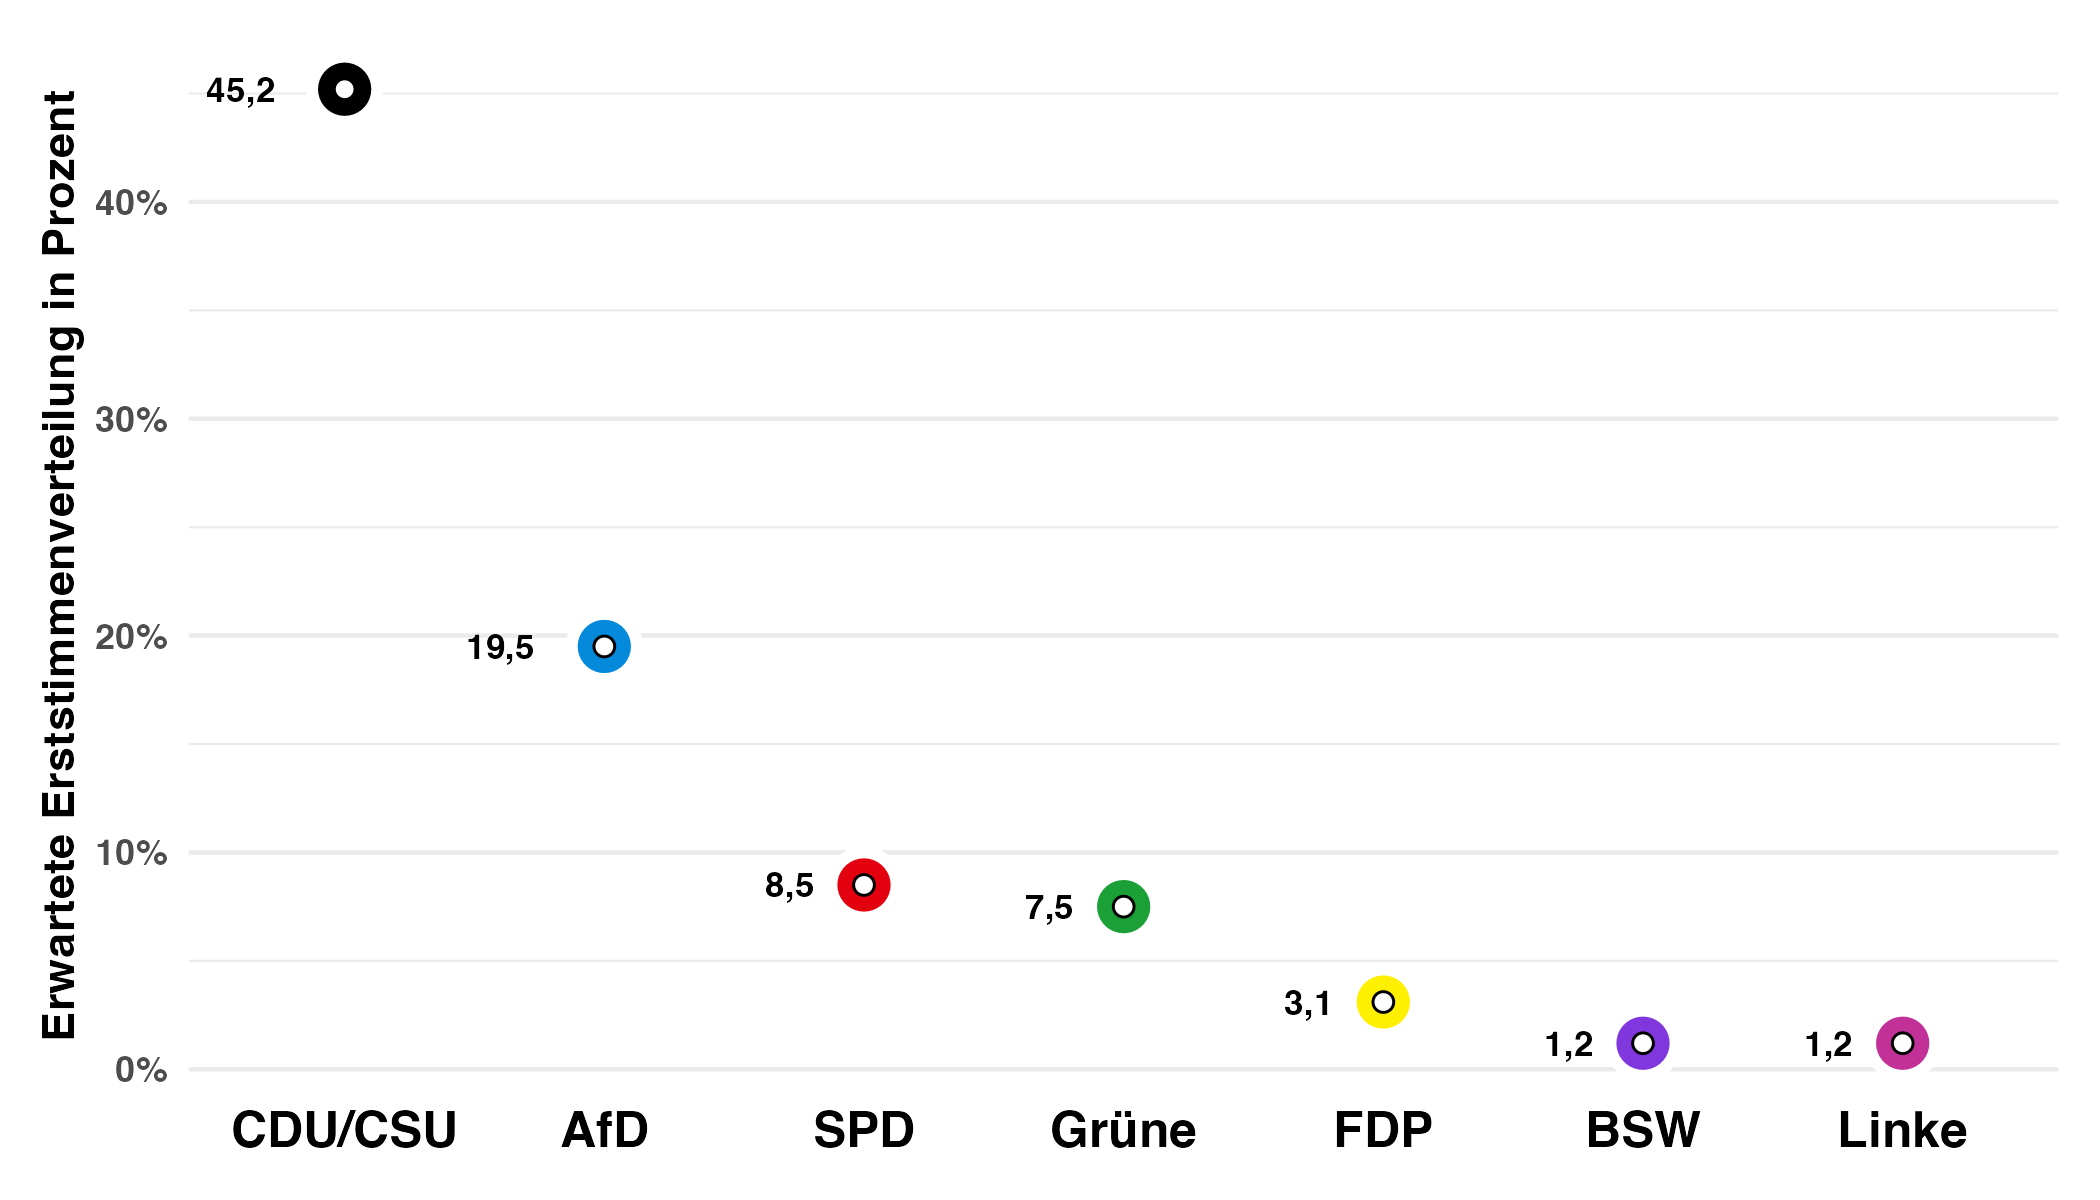 Erwartete Erststimmenverteilung in Prozent
45,2
40%
30%
20%
19,5
10%
8,5
7,5
3,1
1,2
1,2
0%
CDU/CSU
AfD
SPD
Grüne
FDP
BSW
Linke